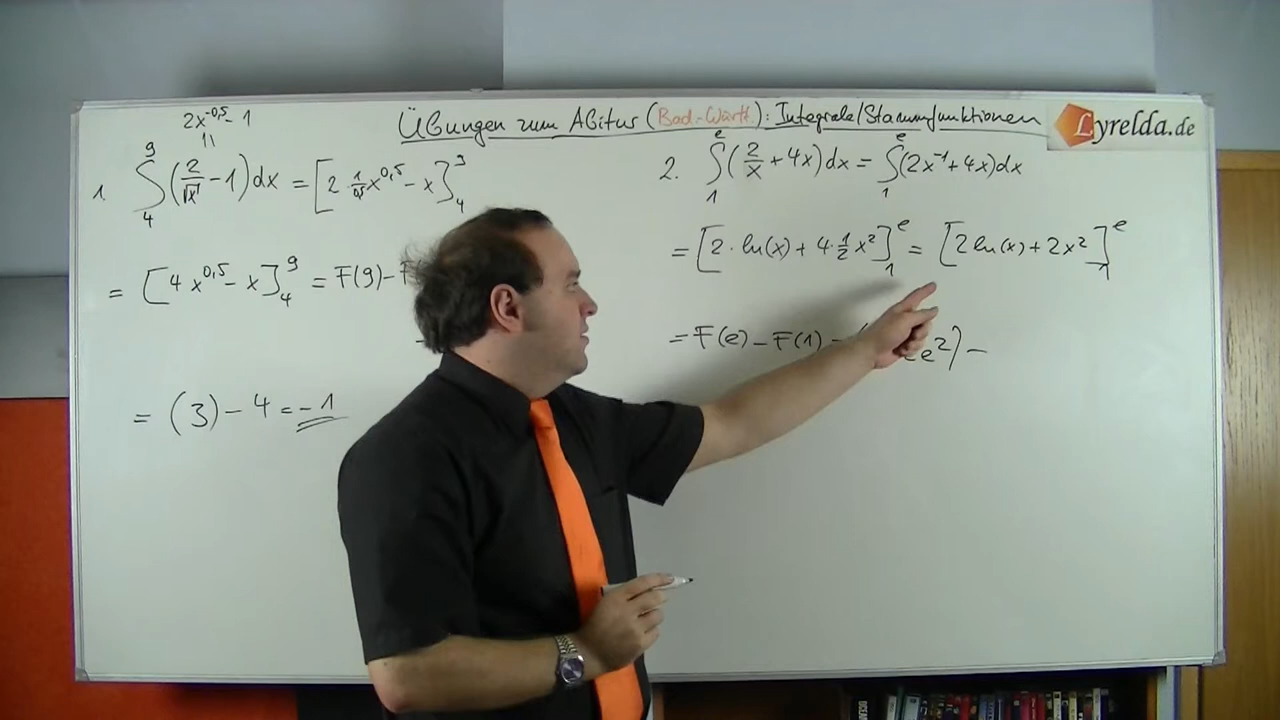 Übungen zum Abitur (Bad.-Württ.): Integrale/Stammfunktionen
Lyrelda.de
2x^-0,5 - 1
1. ∫_4^9 (2/√x - 1) dx = [2 · 1/0,5 x^0,5 - x]_4^9
= [4x^0,5 - x]_4^9 = F(9) -
= (3) - 4 = -1
2. ∫_1^e (2/x + 4x) dx = ∫_1^e (2x^-1 + 4x) dx
= [2 · ln(x) + 4 · 1/2 x²]_1^e = [2 ln(x) + 2x²]_1^e
= F(e) - F(1) e²) -